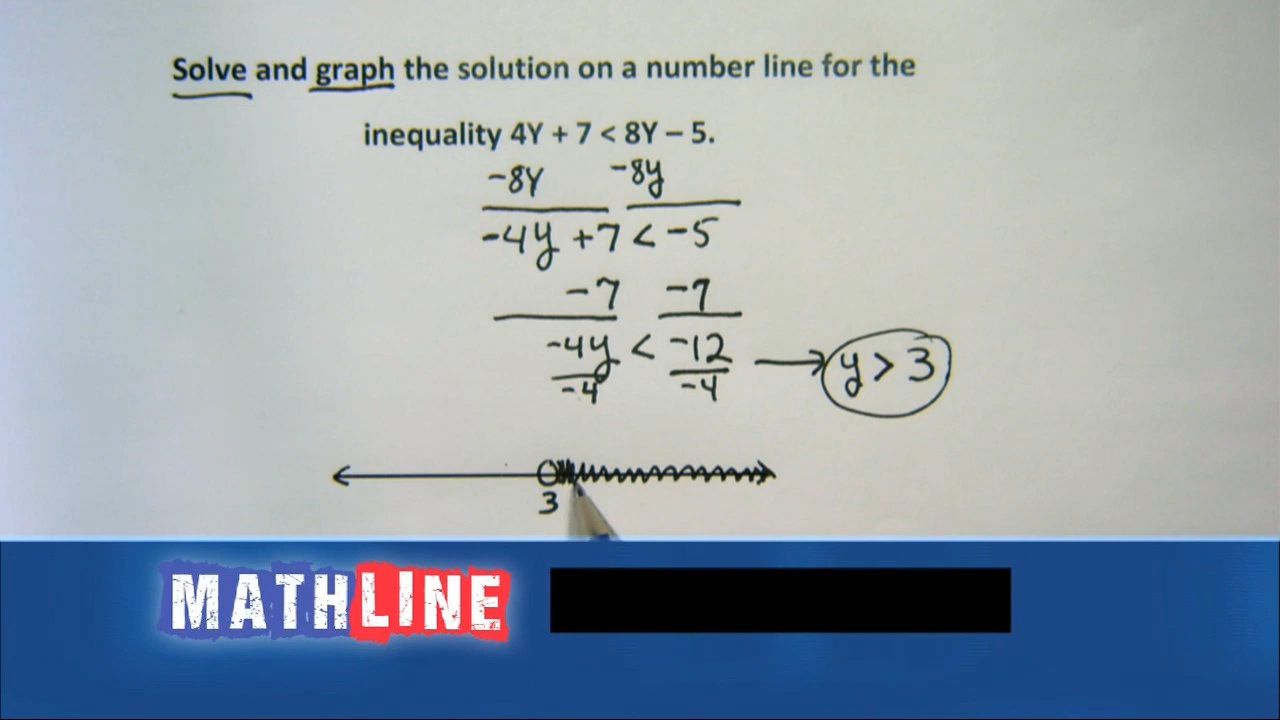 Solve and graph the solution on a number line for the
inequality 4Y + 7 < 8Y – 5.
-8Y -8y
-4y +7 < -5
-7 -7
-4y < -12 → y > 3
-4 -4
3
MATHLINE